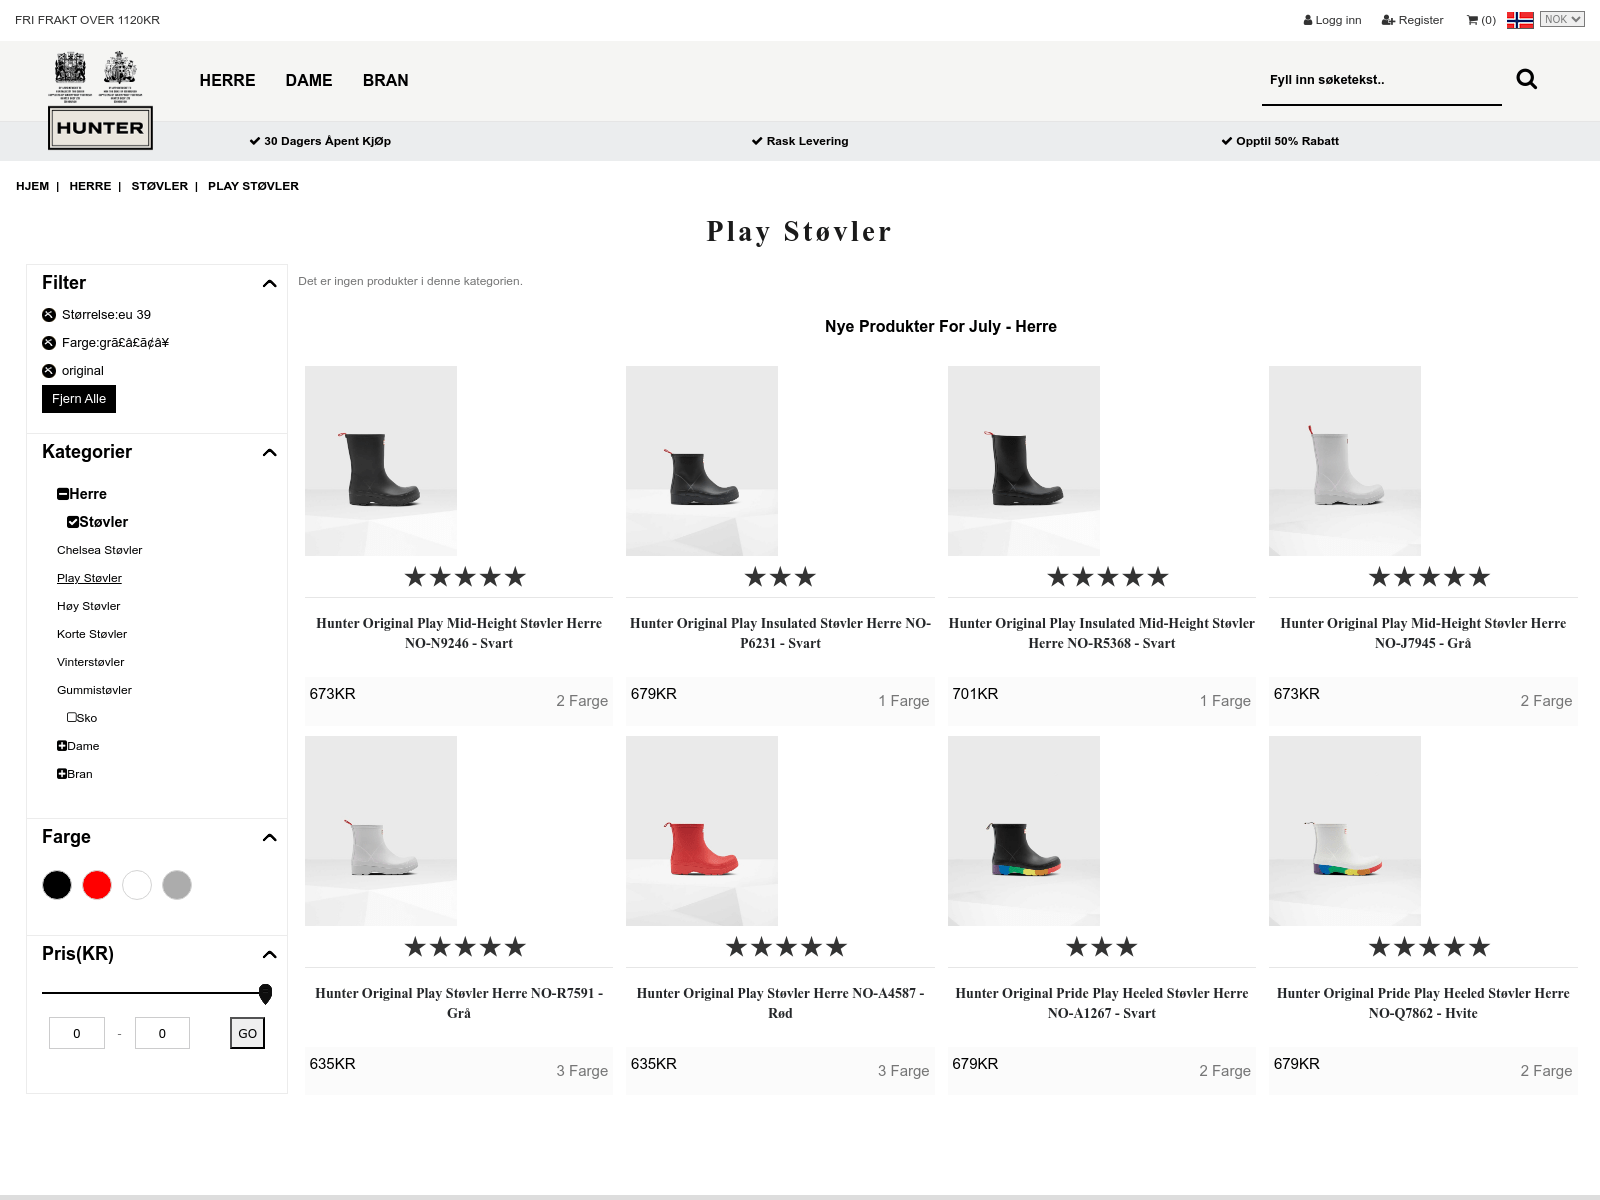 FRI FRAKT OVER 1120KR
Logg inn
Register
(0)
NOK
HUNTER
HERRE
DAME
BRAN
Fyll inn søketekst..
30 Dagers Åpent KjØp
Rask Levering
Opptil 50% Rabatt
HJEM | HERRE | STØVLER | PLAY STØVLER
Play Støvler
Filter
Størrelse:eu 39
Farge:grã£â£ã¢â¥
original
Fjern Alle
Kategorier
Herre
Støvler
Chelsea Støvler
Play Støvler
Høy Støvler
Korte Støvler
Vinterstøvler
Gummistøvler
Sko
Dame
Bran
Farge
Pris(KR)
0 - 0 GO
Det er ingen produkter i denne kategorien.
Nye Produkter For July - Herre
Hunter Original Play Mid-Height Støvler Herre
NO-N9246 - Svart
673KR
2 Farge
Hunter Original Play Insulated Støvler Herre NO-
P6231 - Svart
679KR
1 Farge
Hunter Original Play Insulated Mid-Height Støvler
Herre NO-R5368 - Svart
701KR
1 Farge
Hunter Original Play Mid-Height Støvler Herre
NO-J7945 - Grå
673KR
2 Farge
Hunter Original Play Støvler Herre NO-R7591 -
Grå
635KR
3 Farge
Hunter Original Play Støvler Herre NO-A4587 -
Rød
635KR
3 Farge
Hunter Original Pride Play Heeled Støvler Herre
NO-A1267 - Svart
679KR
2 Farge
Hunter Original Pride Play Heeled Støvler Herre
NO-Q7862 - Hvite
679KR
2 Farge